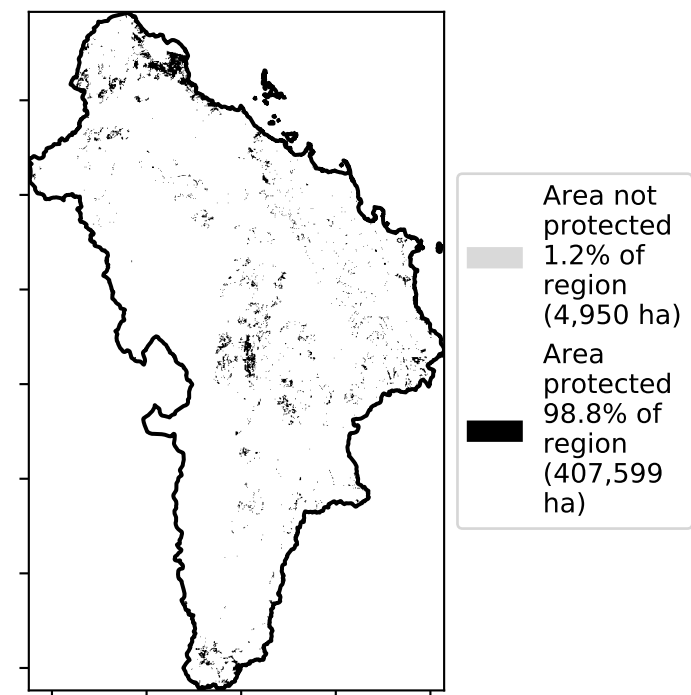 Area not
protected
1.2% of
region
(4,950 ha)
Area
protected
98.8% of
region
(407,599
ha)